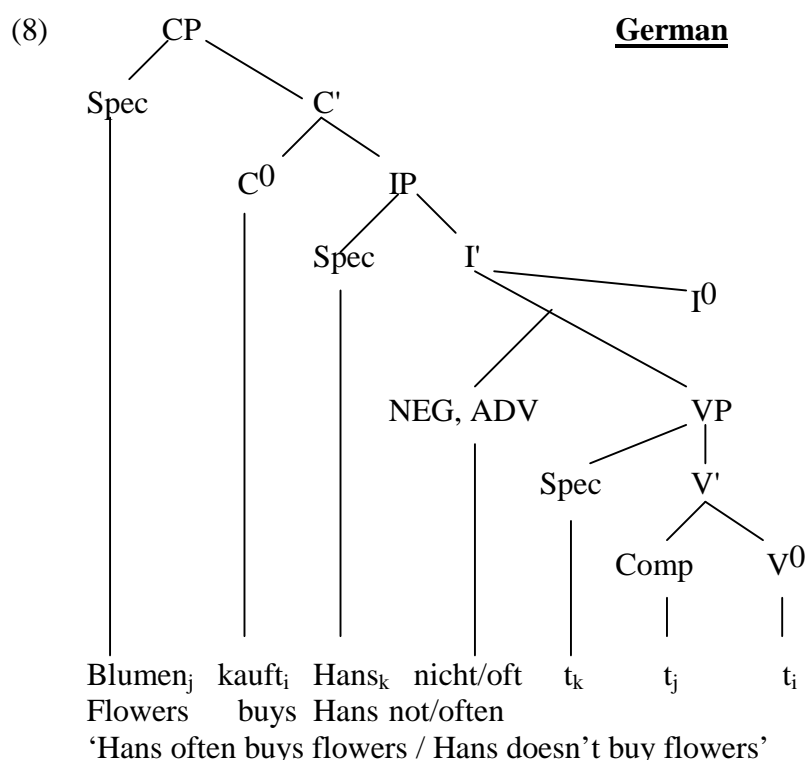 (8) CP German
Spec C'
C0 IP
Spec I' I0
NEG, ADV VP
Spec V'
Comp V0
Blumenj kaufti Hansk nicht/oft tk tj ti
Flowers buys Hans not/often
‘Hans often buys flowers / Hans doesn't buy flowers’